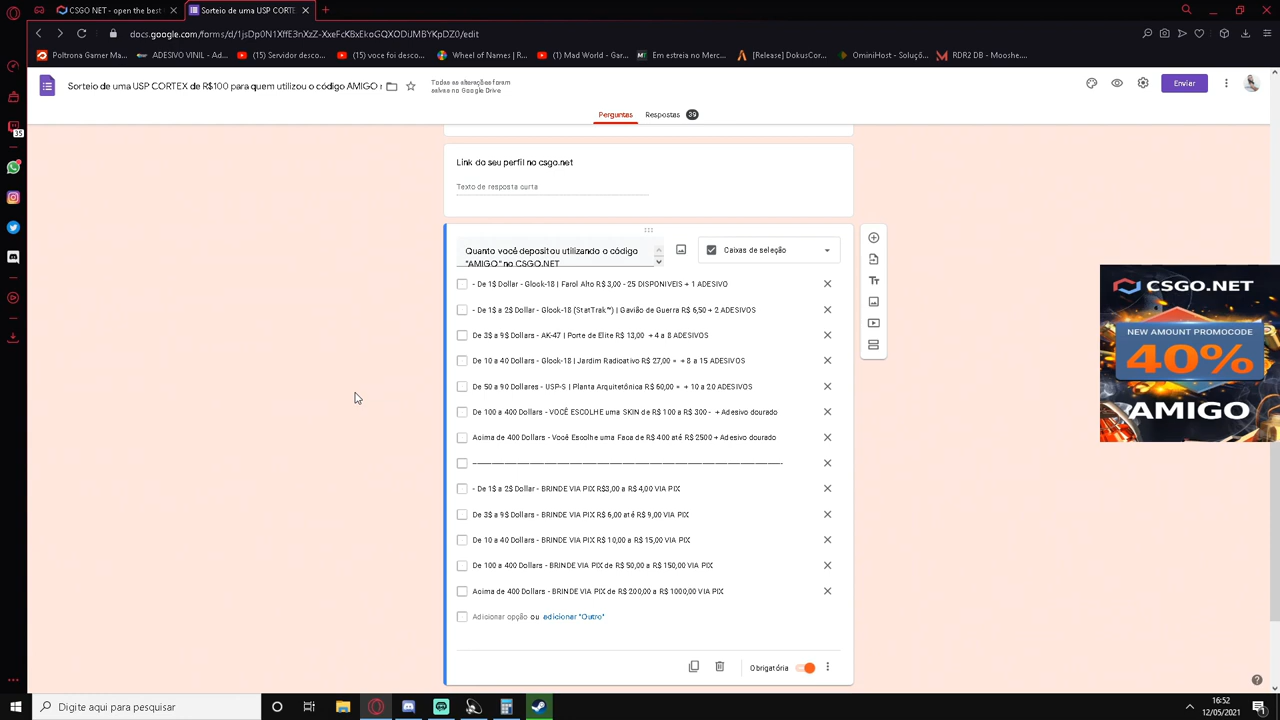 CSGO NET - open the best
Sorteio de uma USP CORTE
docs.google.com/forms/d/1jsDp0N1XffE3nXzZ-XxeFcKBxEkoGQXODiJMBYKpDZ0/edit
Poltrona Gamer Ma...
ADESIVO VINIL - Ad...
(15) Servidor desco...
(15) voce foi desco...
Wheel of Names | R...
(1) Mad World - Gar...
Em estreia no Merc...
[Release] DokusCor...
OminiHost - Soluçõ...
RDR2 DB - Mooshe...
Sorteio de uma USP CORTEX de R$100 para quem utilizou o código AMIGO r
Todas as alterações foram
salvas no Google Drive
Enviar
Perguntas
Respostas 39
35
Link do seu perfil no csgo.net
Texto de resposta curta
Quanto você depositou utilizando o código
"AMIGO" no CSGO.NET
Caixas de seleção
- De 1$ Dollar - Glock-18 | Farol Alto R$ 3,00 - 25 DISPONIVEIS + 1 ADESIVO
- De 1$ a 2$ Dollar - Glock-18 (StatTrak™) | Gavião de Guerra R$ 6,50 + 2 ADESIVOS
De 3$ a 9$ Dollars - AK-47 | Porte de Elite R$ 13,00 + 4 a 8 ADESIVOS
De 10 a 40 Dollars - Glock-18 | Jardim Radioativo R$ 27,00 + + 8 a 15 ADESIVOS
De 50 a 90 Dollares - USP-S | Planta Arquitetônica R$ 60,00 + + 10 a 20 ADESIVOS
De 100 a 400 Dollars - VOCÊ ESCOLHE uma SKIN de R$ 100 a R$ 300 - + Adesivo dourado
Acima de 400 Dollars - Você Escolhe uma Faca de R$ 400 até R$ 2500 + Adesivo dourado
- De 1$ a 2$ Dollar - BRINDE VIA PIX R$3,00 a R$ 4,00 VIA PIX
De 3$ a 9$ Dollars - BRINDE VIA PIX R$ 6,00 até R$ 9,00 VIA PIX
De 10 a 40 Dollars - BRINDE VIA PIX R$ 10,00 a R$ 15,00 VIA PIX
De 100 a 400 Dollars - BRINDE VIA PIX de R$ 50,00 a R$ 150,00 VIA PIX
Acima de 400 Dollars - BRINDE VIA PIX de R$ 200,00 a R$ 1000,00 VIA PIX
Adicionar opção ou adicionar "Outro"
Obrigatória
CSGO.NET
NEW AMOUNT PROMOCODE
40%
AMIGO
Digite aqui para pesquisar
16:52
12/05/2021
1